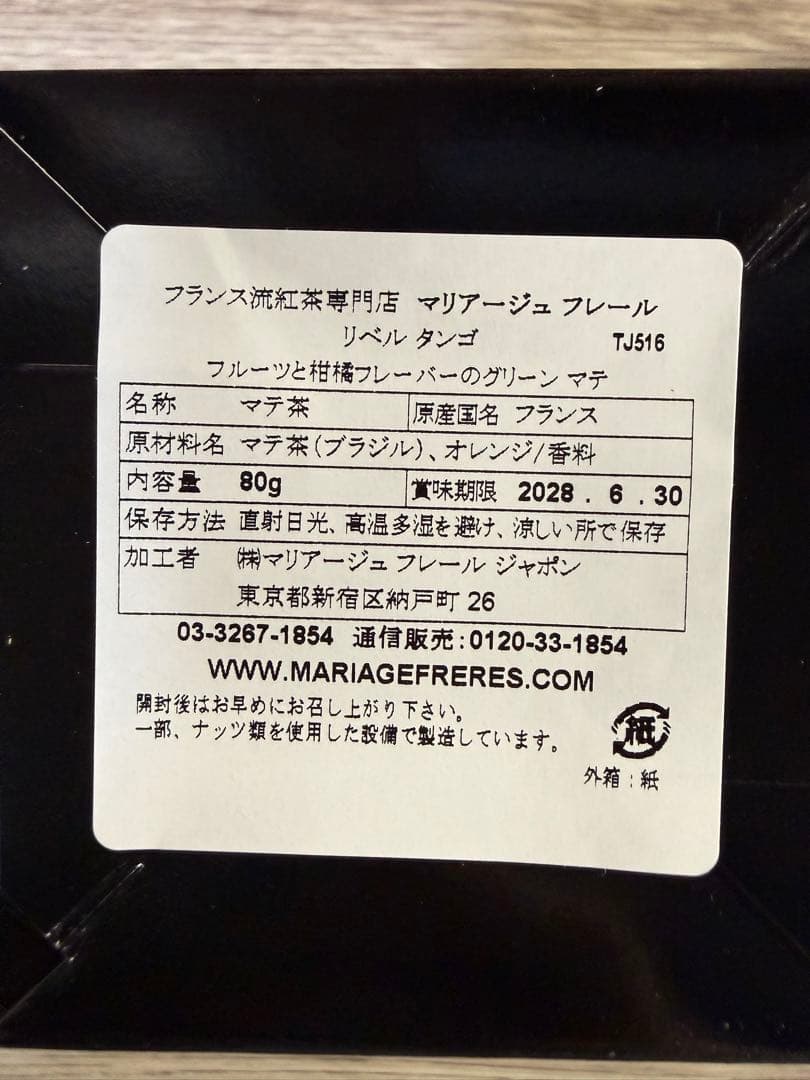 フランス流紅茶専門店 マリアージュ フレール
リベル タンゴ TJ516
フルーツと柑橘フレーバーのグリーン マテ
名称 マテ茶 原産国名 フランス
原材料名 マテ茶(ブラジル)、オレンジ/香料
内容量 80g 賞味期限 2028 . 6 . 30
保存方法 直射日光、高温多湿を避け、涼しい所で保存
加工者 ㈱マリアージュ フレール ジャポン
東京都新宿区納戸町 26
03-3267-1854 通信販売:0120-33-1854
WWW.MARIAGEFRERES.COM
開封後はお早めにお召し上がり下さい。
一部、ナッツ類を使用した設備で製造しています。
紙
外箱:紙